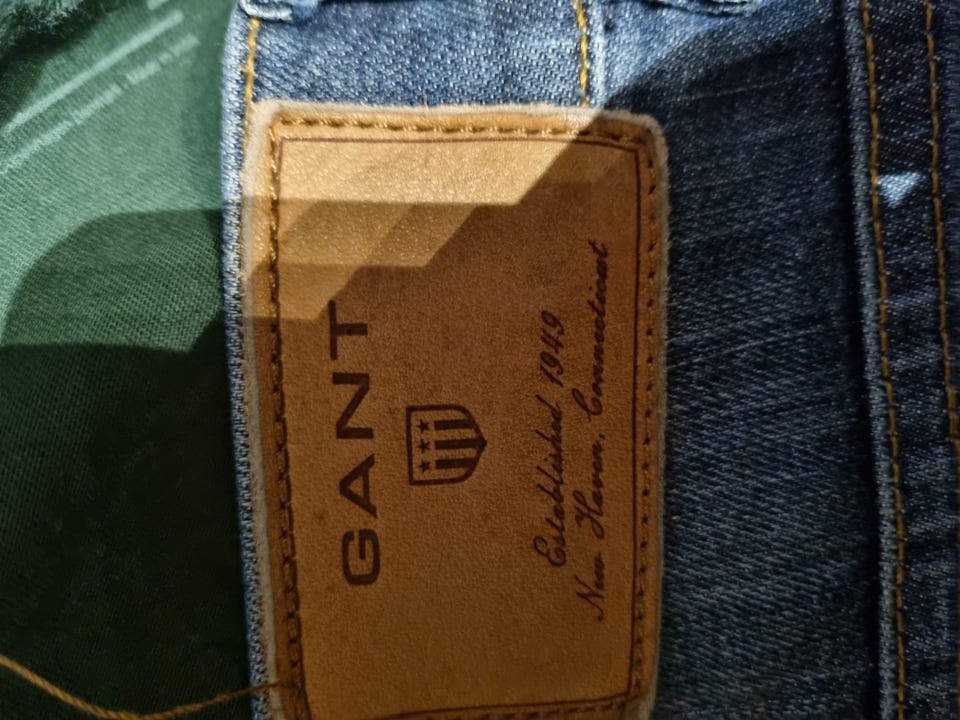 GANT
Established 1949
New Haven, Connecticut